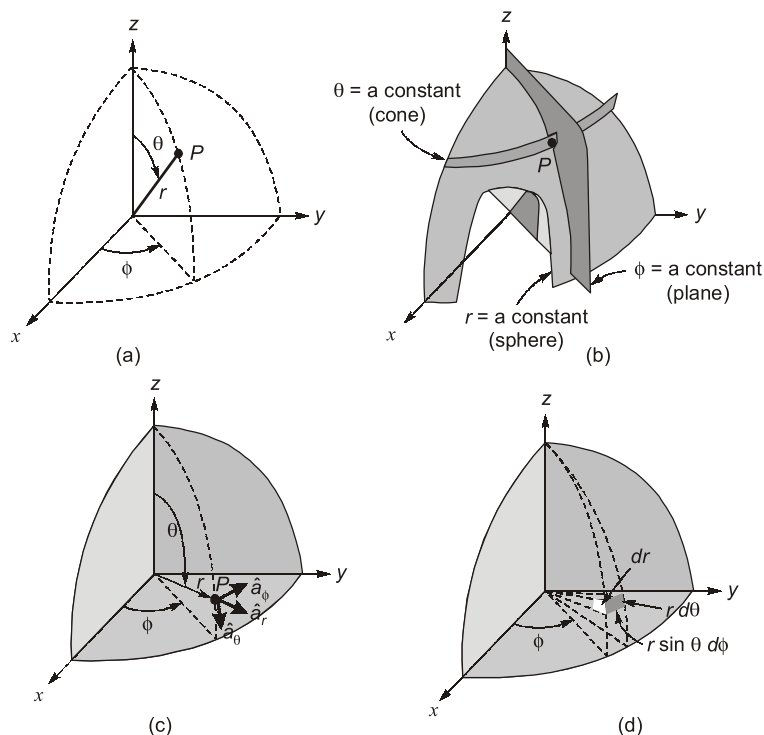 z
θ
P
r
y
ϕ
x
(a)
z
θ = a constant
(cone)
P
y
ϕ = a constant
(plane)
r = a constant
(sphere)
x
(b)
z
θ
r P
y
â_ϕ
â_r
â_θ
ϕ
x
(c)
z
dr
y
r dθ
r sin θ dϕ
ϕ
x
(d)